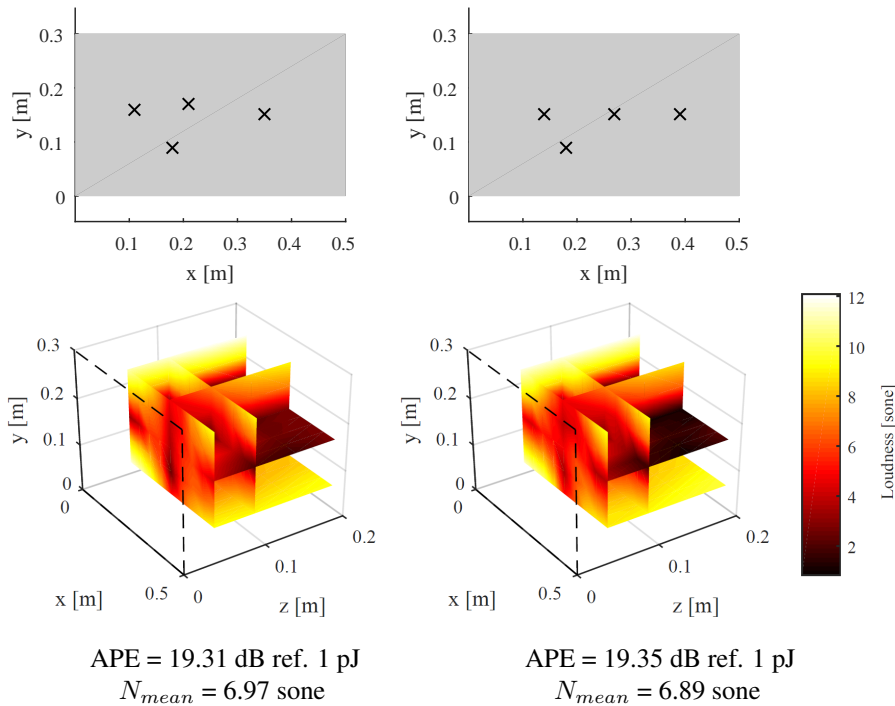 0.3
0.2
0.1
0
y [m]
0.1 0.2 0.3 0.4 0.5
x [m]
0.3
0.2
0.1
0
y [m]
0.1 0.2 0.3 0.4 0.5
x [m]
0.3
0.2
0.1
0
y [m]
0
0.5
x [m]
0
0.1
0.2
z [m]
0.3
0.2
0.1
0
y [m]
0
0.5
x [m]
0
0.1
0.2
z [m]
12
10
8
6
4
2
Loudness [sone]
APE = 19.31 dB ref. 1 pJ
N_mean = 6.97 sone
APE = 19.35 dB ref. 1 pJ
N_mean = 6.89 sone